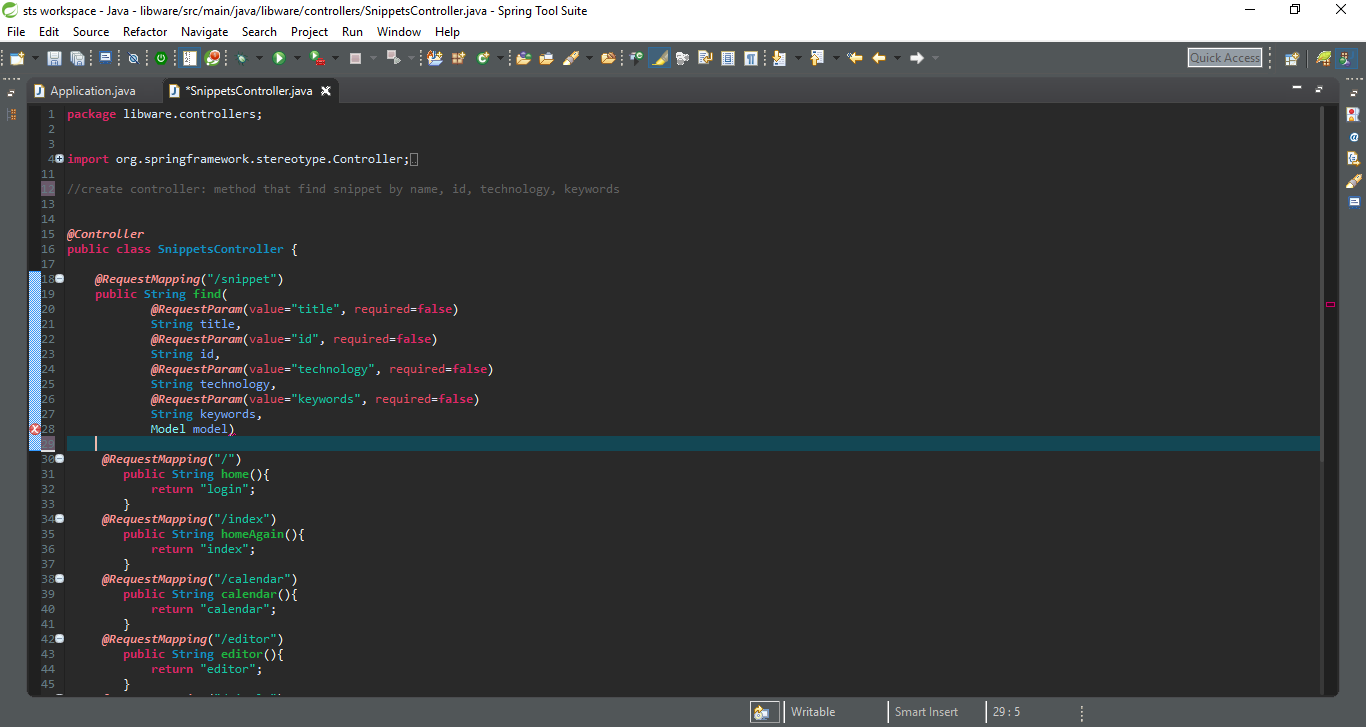 sts workspace - Java - libware/src/main/java/libware/controllers/SnippetsController.java - Spring Tool Suite
File Edit Source Refactor Navigate Search Project Run Window Help
Quick Access
Application.java *SnippetsController.java
1 package libware.controllers;
2
3
4 import org.springframework.stereotype.Controller;
11
12 //create controller: method that find snippet by name, id, technology, keywords
13
14
15 @Controller
16 public class SnippetsController {
17
18 @RequestMapping("/snippet")
19 public String find(
20 @RequestParam(value="title", required=false)
21 String title,
22 @RequestParam(value="id", required=false)
23 String id,
24 @RequestParam(value="technology", required=false)
25 String technology,
26 @RequestParam(value="keywords", required=false)
27 String keywords,
28 Model model)
29
30 @RequestMapping("/")
31 public String home(){
32 return "login";
33 }
34 @RequestMapping("/index")
35 public String homeAgain(){
36 return "index";
37 }
38 @RequestMapping("/calendar")
39 public String calendar(){
40 return "calendar";
41 }
42 @RequestMapping("/editor")
43 public String editor(){
44 return "editor";
45 }
Writable Smart Insert 29 : 5